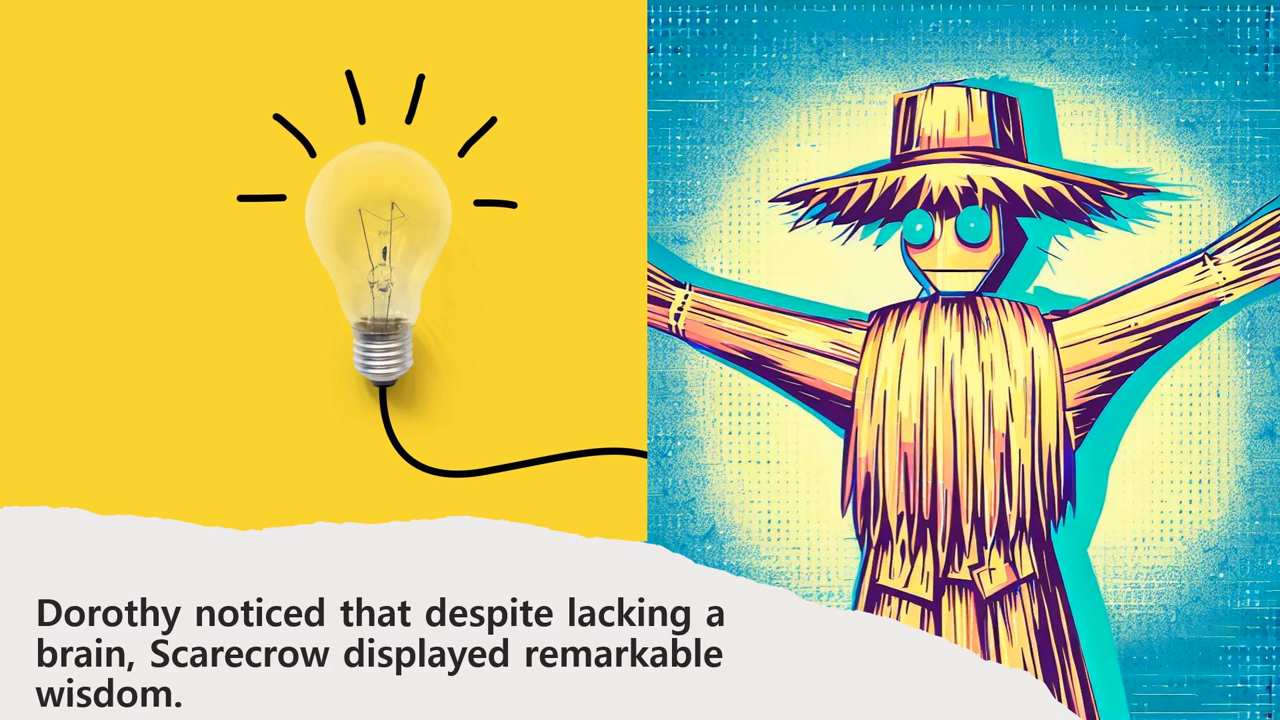 Dorothy noticed that despite lacking a
brain, Scarecrow displayed remarkable
wisdom.